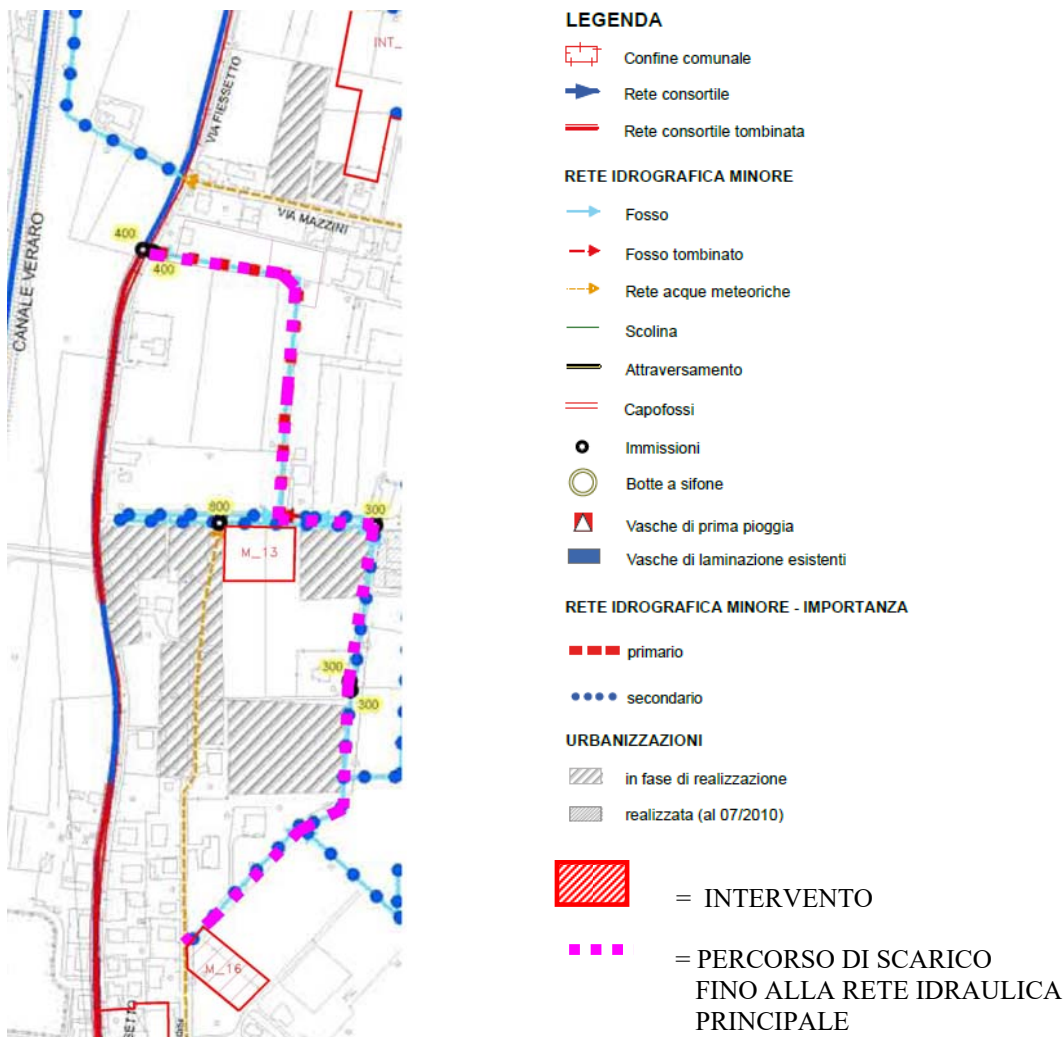 INT_
VIA FIESSETTO
VIA MAZZINI
CANALE VERARO
400
400
800
300
M_13
300
300
M_16
LEGENDA
Confine comunale
Rete consortile
Rete consortile tombinata
RETE IDROGRAFICA MINORE
Fosso
Fosso tombinato
Rete acque meteoriche
Scolina
Attraversamento
Capofossi
Immissioni
Botte a sifone
Vasche di prima pioggia
Vasche di laminazione esistenti
RETE IDROGRAFICA MINORE - IMPORTANZA
primario
secondario
URBANIZZAZIONI
in fase di realizzazione
realizzata (al 07/2010)
= INTERVENTO
= PERCORSO DI SCARICO
FINO ALLA RETE IDRAULICA
PRINCIPALE